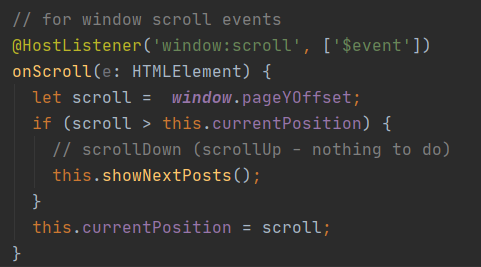 // for window scroll events
@HostListener('window:scroll', ['$event'])
onScroll(e: HTMLElement) {
  let scroll =  window.pageYOffset;
  if (scroll > this.currentPosition) {
    // scrollDown (scrollUp - nothing to do)
    this.showNextPosts();
  }
  this.currentPosition = scroll;
}